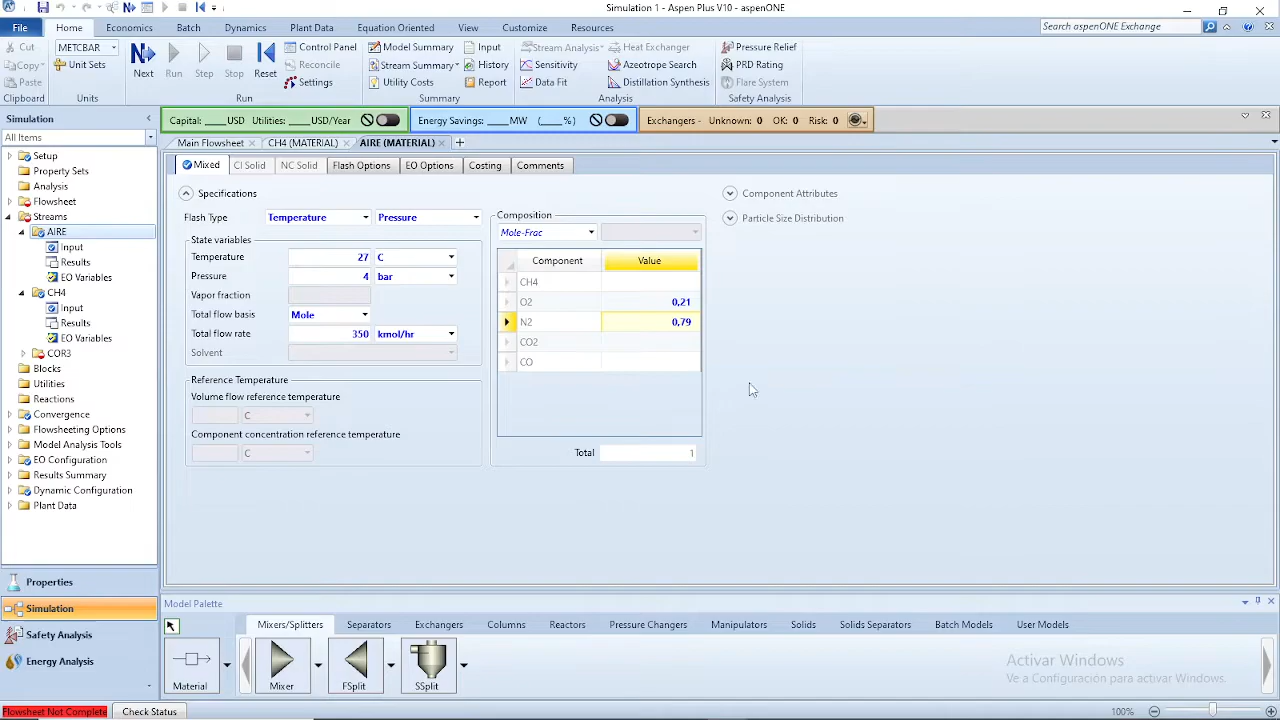 Simulation 1 - Aspen Plus V10 - aspenONE
File Home Economics Batch Dynamics Plant Data Equation Oriented View Customize Resources Search aspenONE Exchange
Cut METCBAR Control Panel Model Summary Input Stream Analysis Heat Exchanger Pressure Relief
Copy Unit Sets Next Run Step Stop Reset Reconcile Stream Summary History Sensitivity Azeotrope Search PRD Rating
Paste Settings Utility Costs Report Data Fit Distillation Synthesis Flare System
Clipboard Units Run Summary Analysis Safety Analysis
Simulation
Capital: ____USD Utilities: ____USD/Year Energy Savings: ____MW (____%) Exchangers - Unknown: 0 OK: 0 Risk: 0
All Items
Main Flowsheet CH4 (MATERIAL) AIRE (MATERIAL)
Setup
Property Sets
Analysis
Flowsheet
Streams
AIRE
Input
Results
EO Variables
CH4
Input
Results
EO Variables
COR3
Blocks
Utilities
Reactions
Convergence
Flowsheeting Options
Model Analysis Tools
EO Configuration
Results Summary
Dynamic Configuration
Plant Data
Properties
Simulation
Safety Analysis
Energy Analysis
Mixed CI Solid NC Solid Flash Options EO Options Costing Comments
Specifications
Flash Type Temperature Pressure
State variables
Temperature 27 C
Pressure 4 bar
Vapor fraction
Total flow basis Mole
Total flow rate 350 kmol/hr
Solvent
Reference Temperature
Volume flow reference temperature
C
Component concentration reference temperature
C
Composition
Mole-Frac
Component Value
CH4
O2 0,21
N2 0,79
CO2
CO
Total 1
Component Attributes
Particle Size Distribution
Model Palette
Mixers/Splitters Separators Exchangers Columns Reactors Pressure Changers Manipulators Solids Solids Separators Batch Models User Models
Material Mixer FSplit SSplit
Activar Windows
Ve a Configuración para activar Windows.
Flowsheet Not Complete Check Status 100%